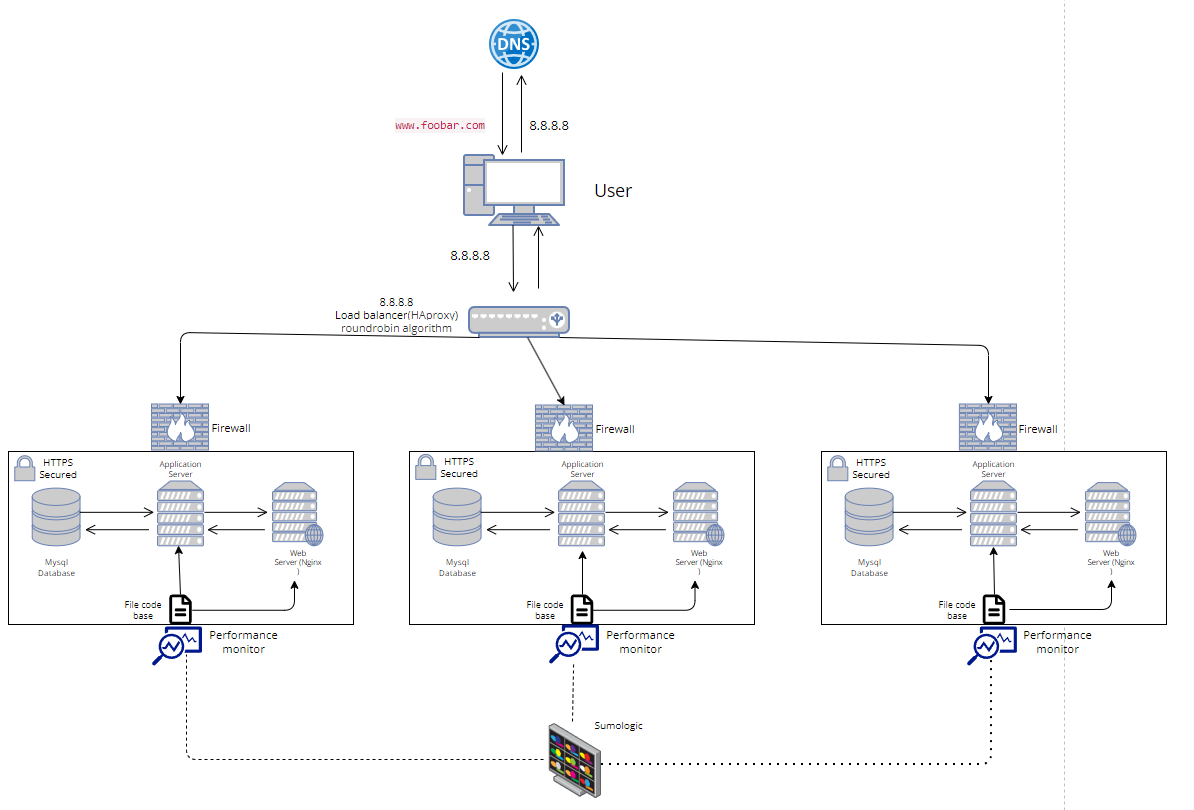 DNS
www.foobar.com
8.8.8.8
User
8.8.8.8
8.8.8.8
Load balancer(HAproxy)
roundrobin algorithm
Firewall
Firewall
Firewall
HTTPS
Secured
Application
Server
Mysql
Database
Web
Server (Nginx
)
File code
base
HTTPS
Secured
Application
Server
Mysql
Database
Web
Server (Nginx
)
File code
base
HTTPS
Secured
Application
Server
Mysql
Database
Web
Server (Nginx
)
File code
base
Performance
monitor
Performance
monitor
Performance
monitor
Sumologic